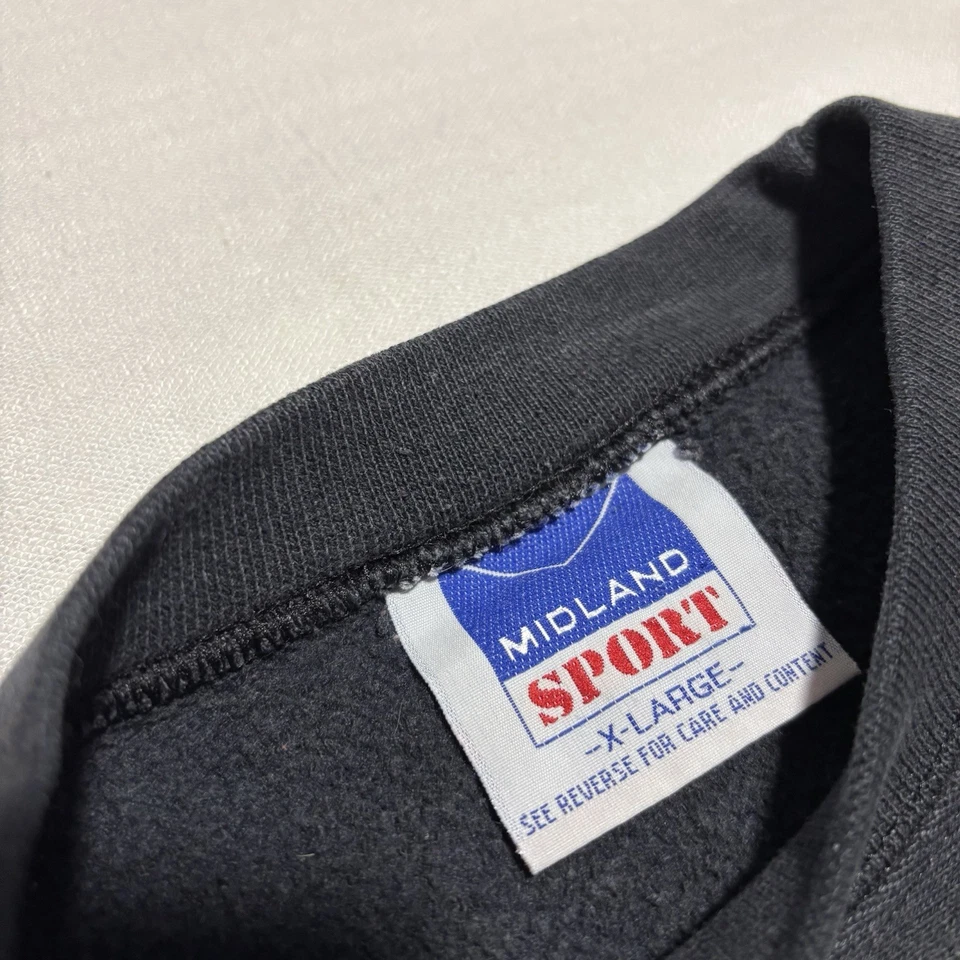 MIDLAND
SPORT
-X-LARGE-
SEE REVERSE FOR CARE AND CONTENT